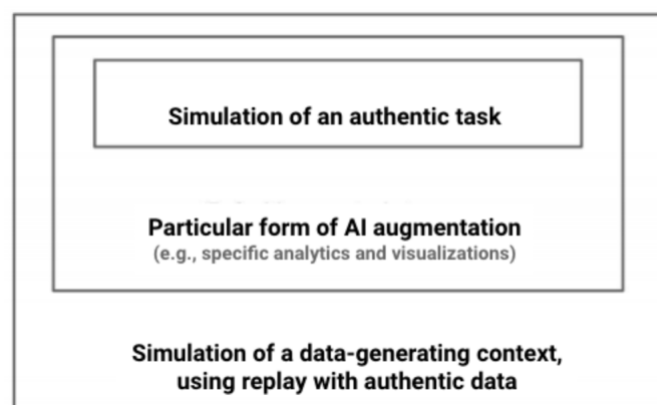 Simulation of an authentic task
Particular form of AI augmentation
(e.g., specific analytics and visualizations)
Simulation of a data-generating context,
using replay with authentic data